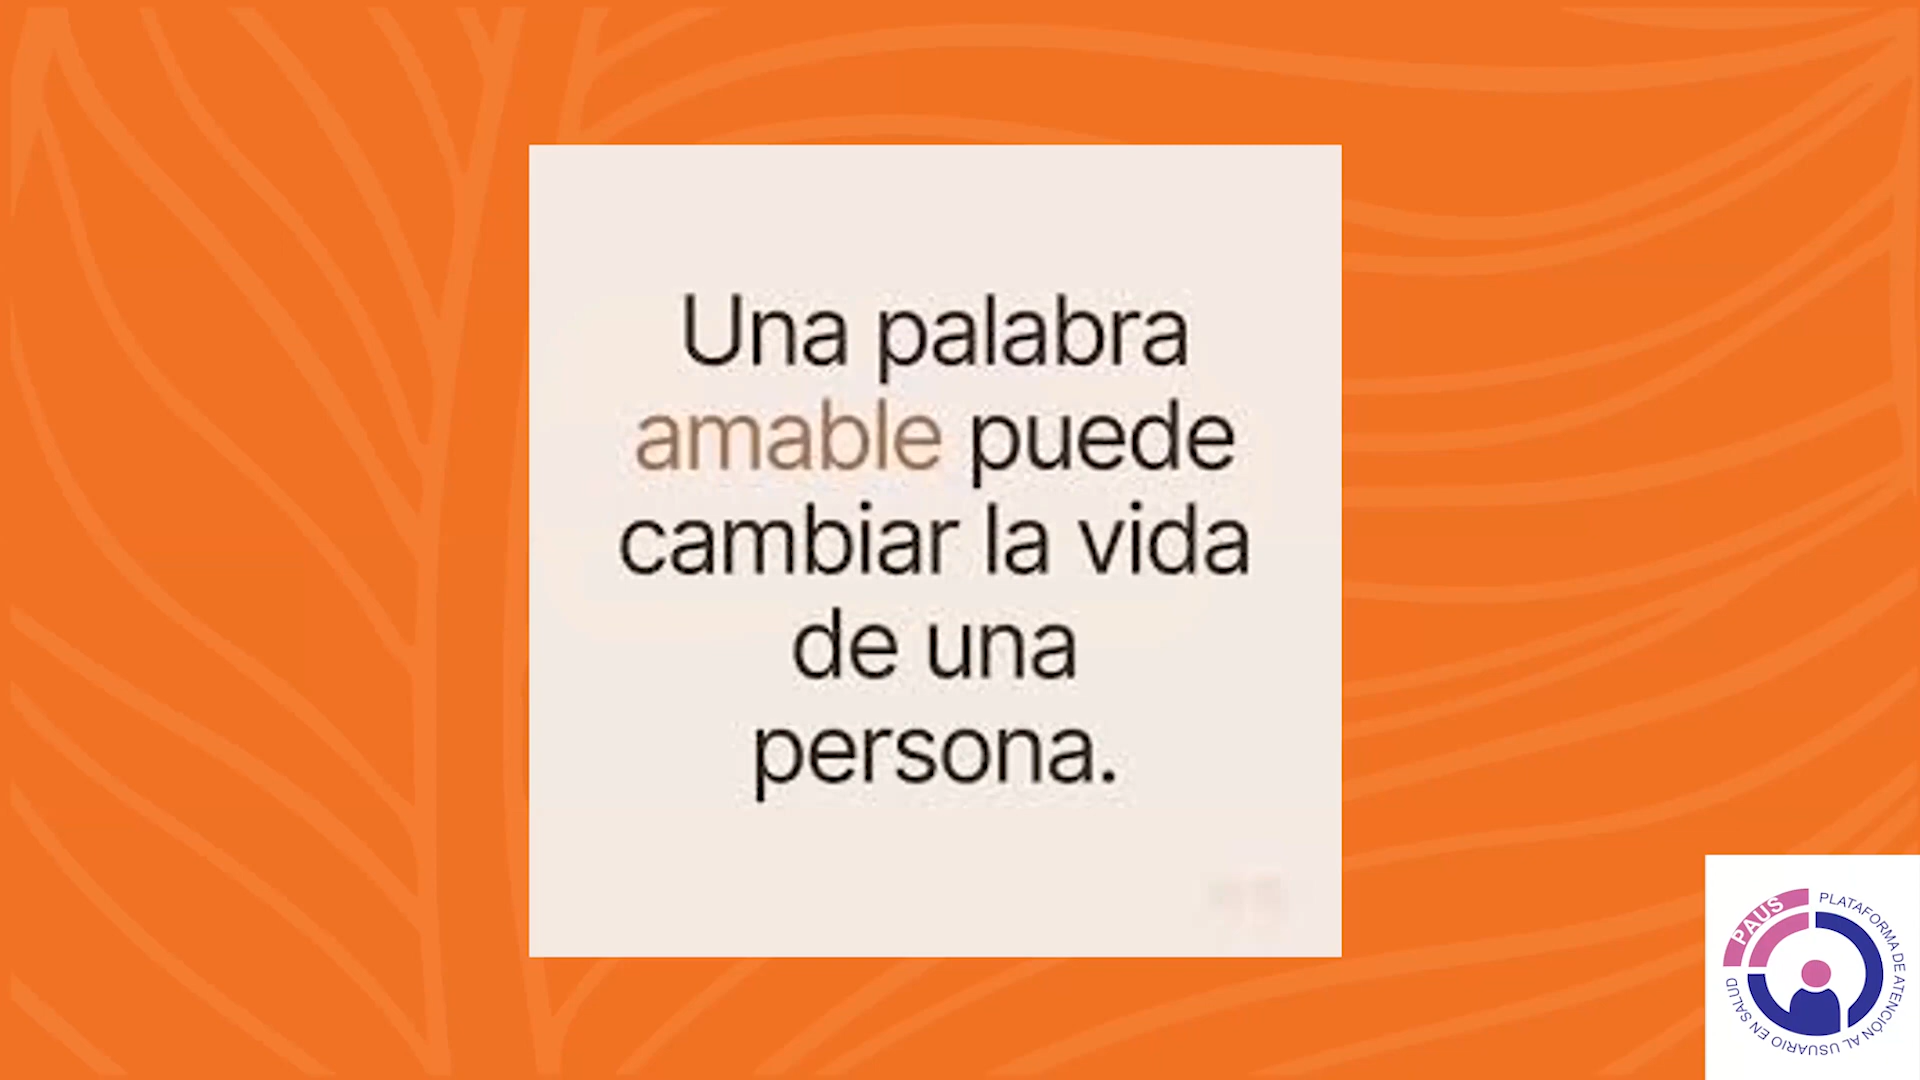 Una palabra
amable puede
cambiar la vida
de una
persona.
PAUS
PLATAFORMA DE ATENCIÓN AL USUARIO EN SALUD